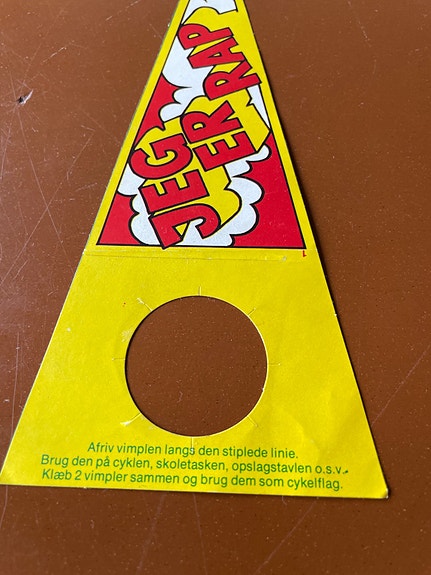 JEG
ER
RAP
1
Afriv vimplen langs den stiplede linie.
Brug den på cyklen, skoletasken, opslagstavlen o.s.v.
Klæb 2 vimpler sammen og brug dem som cykelflag.